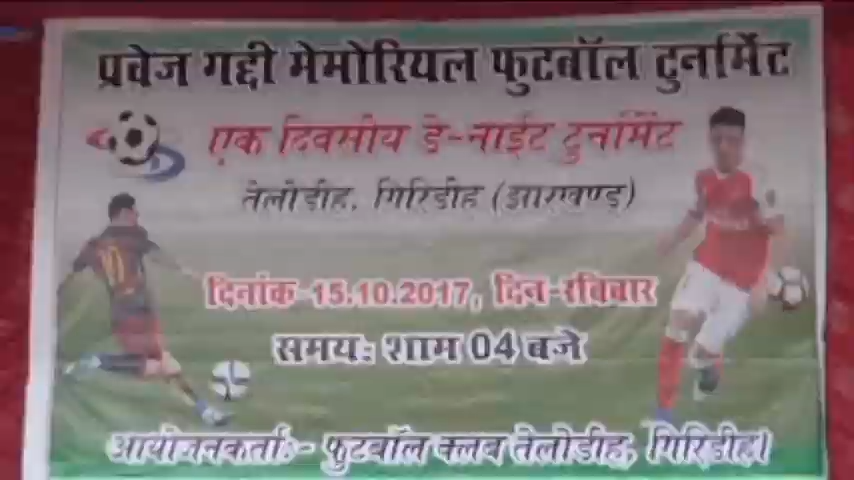 प्रवेज गद्दी मेमोरियल फुटबॉल टुर्नामेंट
एक दिवसीय डे-नाईट टुर्नामेंट
तेलोडीह, गिरिडीह (झारखण्ड)
10
दिनांक-15.10.2017, दिन-रविवार
समय: शाम 04 बजे
आयोजनकर्ता:- फुटबॉल क्लब तेलोडीह, गिरिडीह।